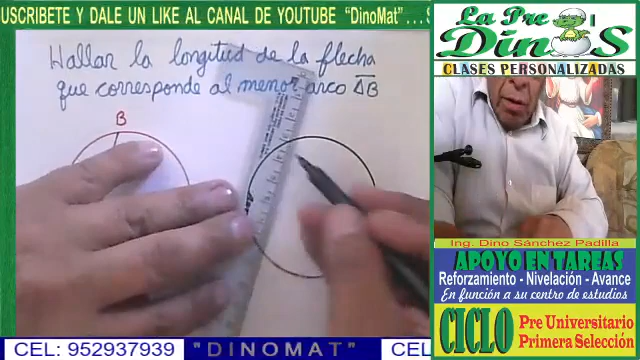 USCRIBETE Y DALE UN LIKE AL CANAL DE YOUTUBE "DinoMat"...S
La Pre
DinoS
CLASES PERSONALIZADAS
Hallar la longitud de la flecha
que corresponde al menor arco AB
B
Ing. Dino Sánchez Padilla
APOYO EN TAREAS
Reforzamiento - Nivelación - Avance
En función a su centro de estudios
CICLO Pre Universitario
Primera Selección
CEL: 952937939 "DINOMAT" CEL